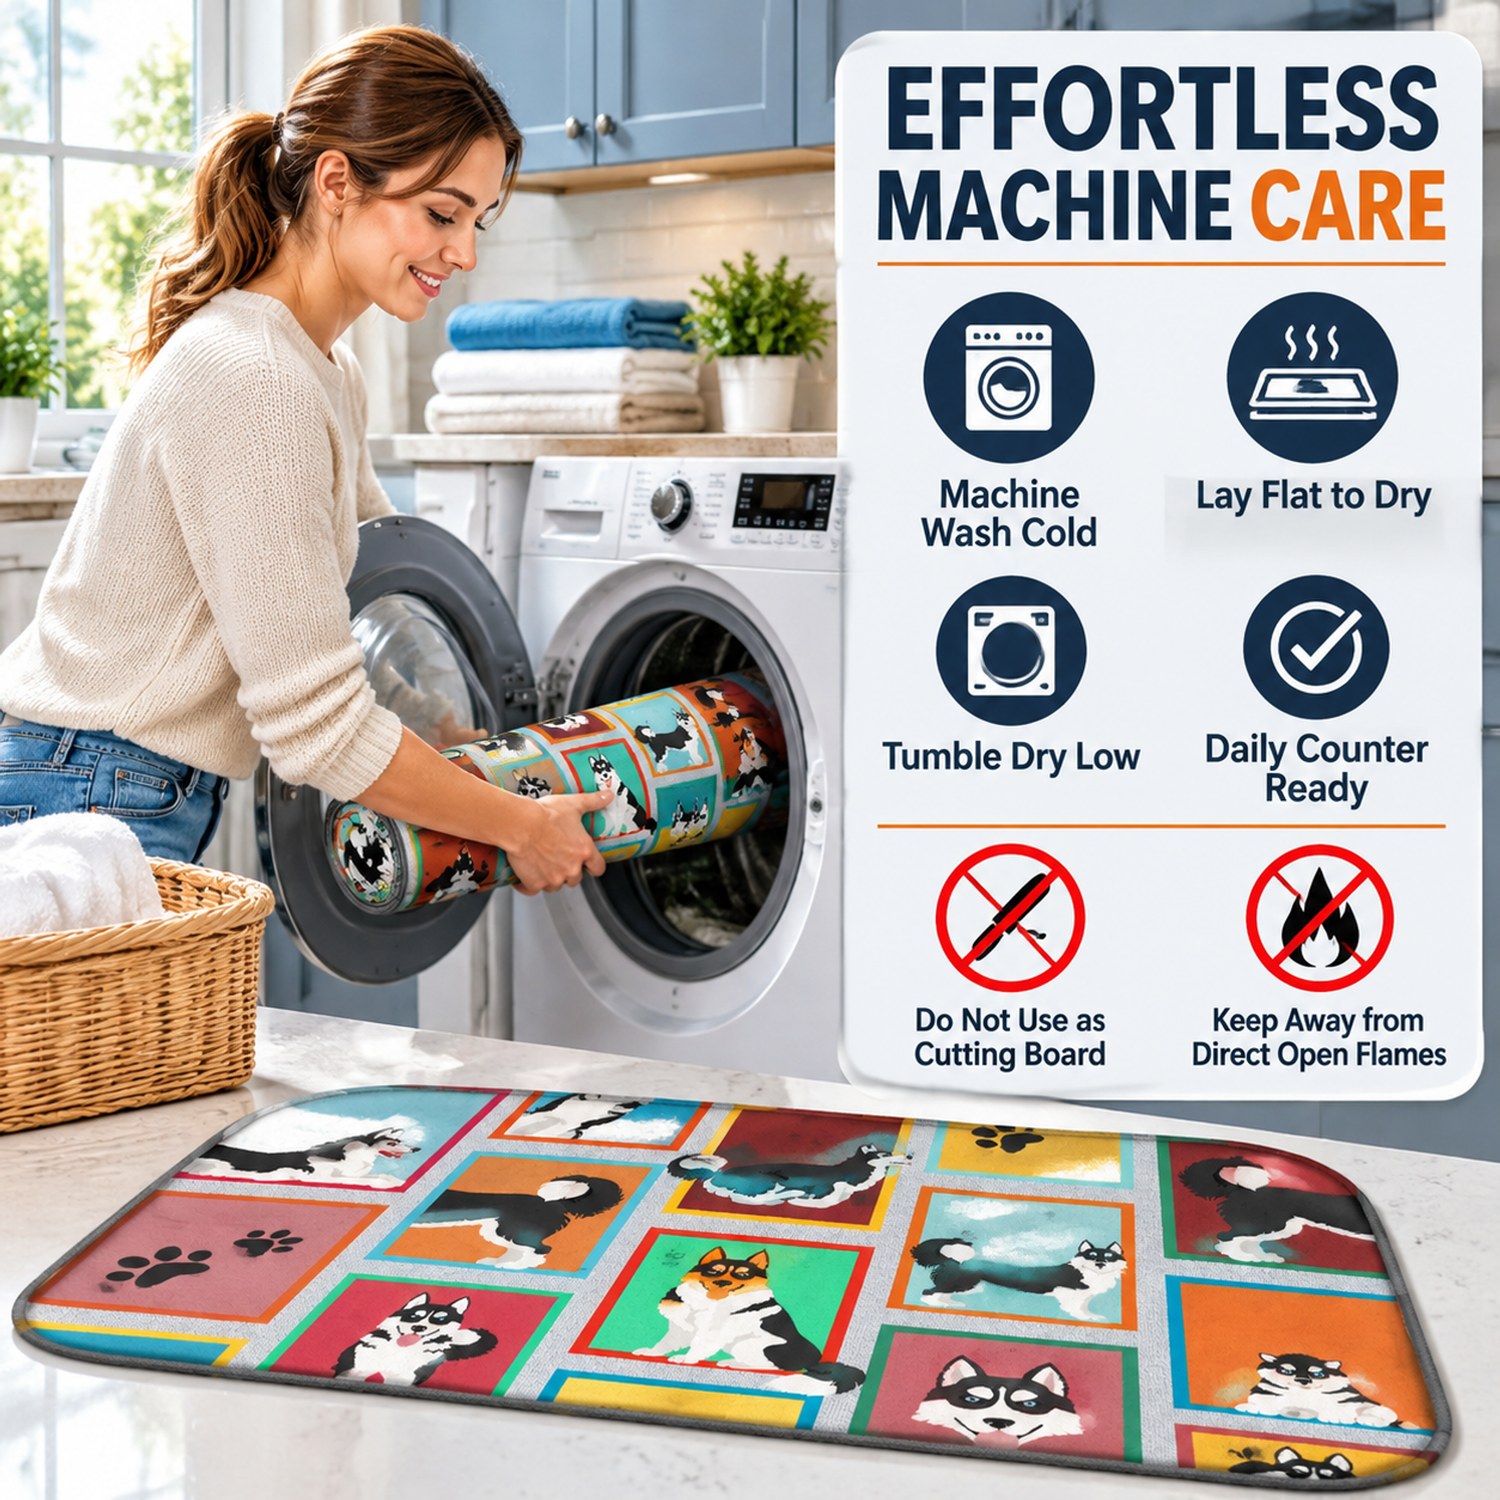 EFFORTLESS
MACHINE CARE
Machine
Wash Cold
Lay Flat to Dry
Tumble Dry Low
Daily Counter
Ready
Do Not Use as
Cutting Board
Keep Away from
Direct Open Flames